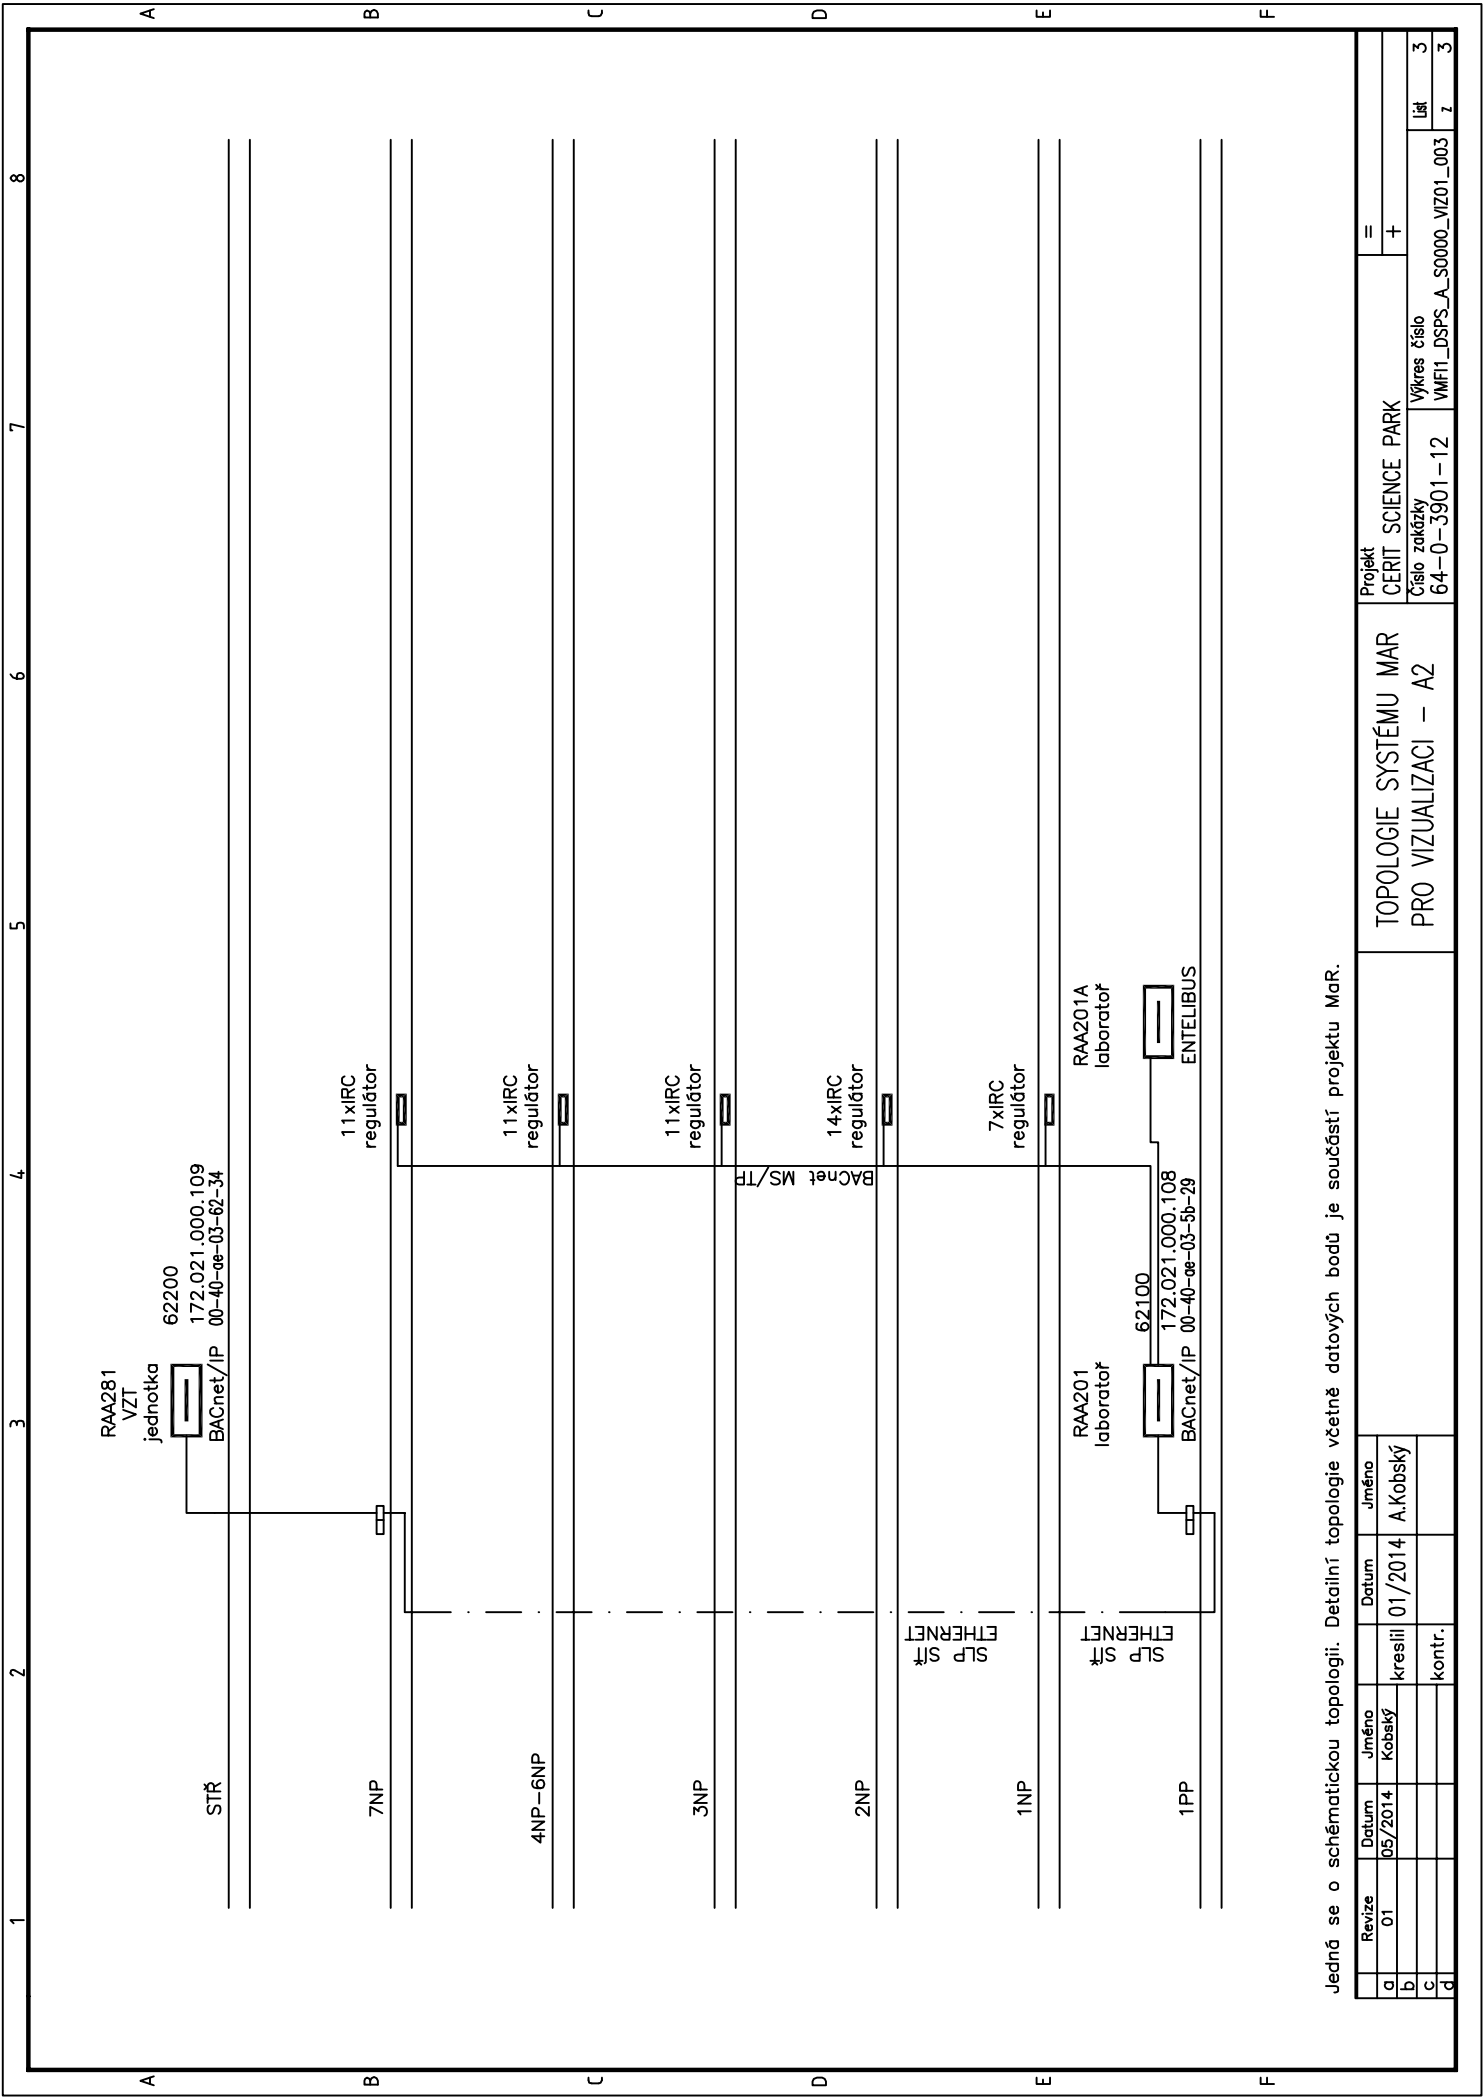 1 2 3 4 5 6 7 8
A
B
C
D
E
F
A
B
C
D
E
F
RAA281
VZT
jednotka
BACnet/IP
62200
172.021.000.109
00-40-ae-03-62-34
STŘ
11xIRC
regulátor
7NP
11xIRC
regulátor
4NP-6NP
11xIRC
regulátor
3NP
BACnet MS/TP
14xIRC
regulátor
2NP
SLP SÍŤ
ETHERNET
7xIRC
regulátor
1NP
SLP SÍŤ
ETHERNET
RAA201
laboratoř
BACnet/IP
62100
172.021.000.108
00-40-ae-03-5b-29
RAA201A
laboratoř
ENTELIBUS
1PP
Jedná se o schématickou topologii. Detailní topologie včetně datových bodů je součástí projektu MaR.
Revize Datum Jméno Datum Jméno
a 01 05/2014 Kobský kreslil 01/2014 A.Kobský
b
c kontr.
d
TOPOLOGIE SYSTÉMU MAR
PRO VIZUALIZACI - A2
Projekt
CERIT SCIENCE PARK
=
+
Číslo zakázky
64-0-3901-12
Výkres číslo
VMFI1_DSPS_A_S0000_VIZ01_003
List 3
z 3